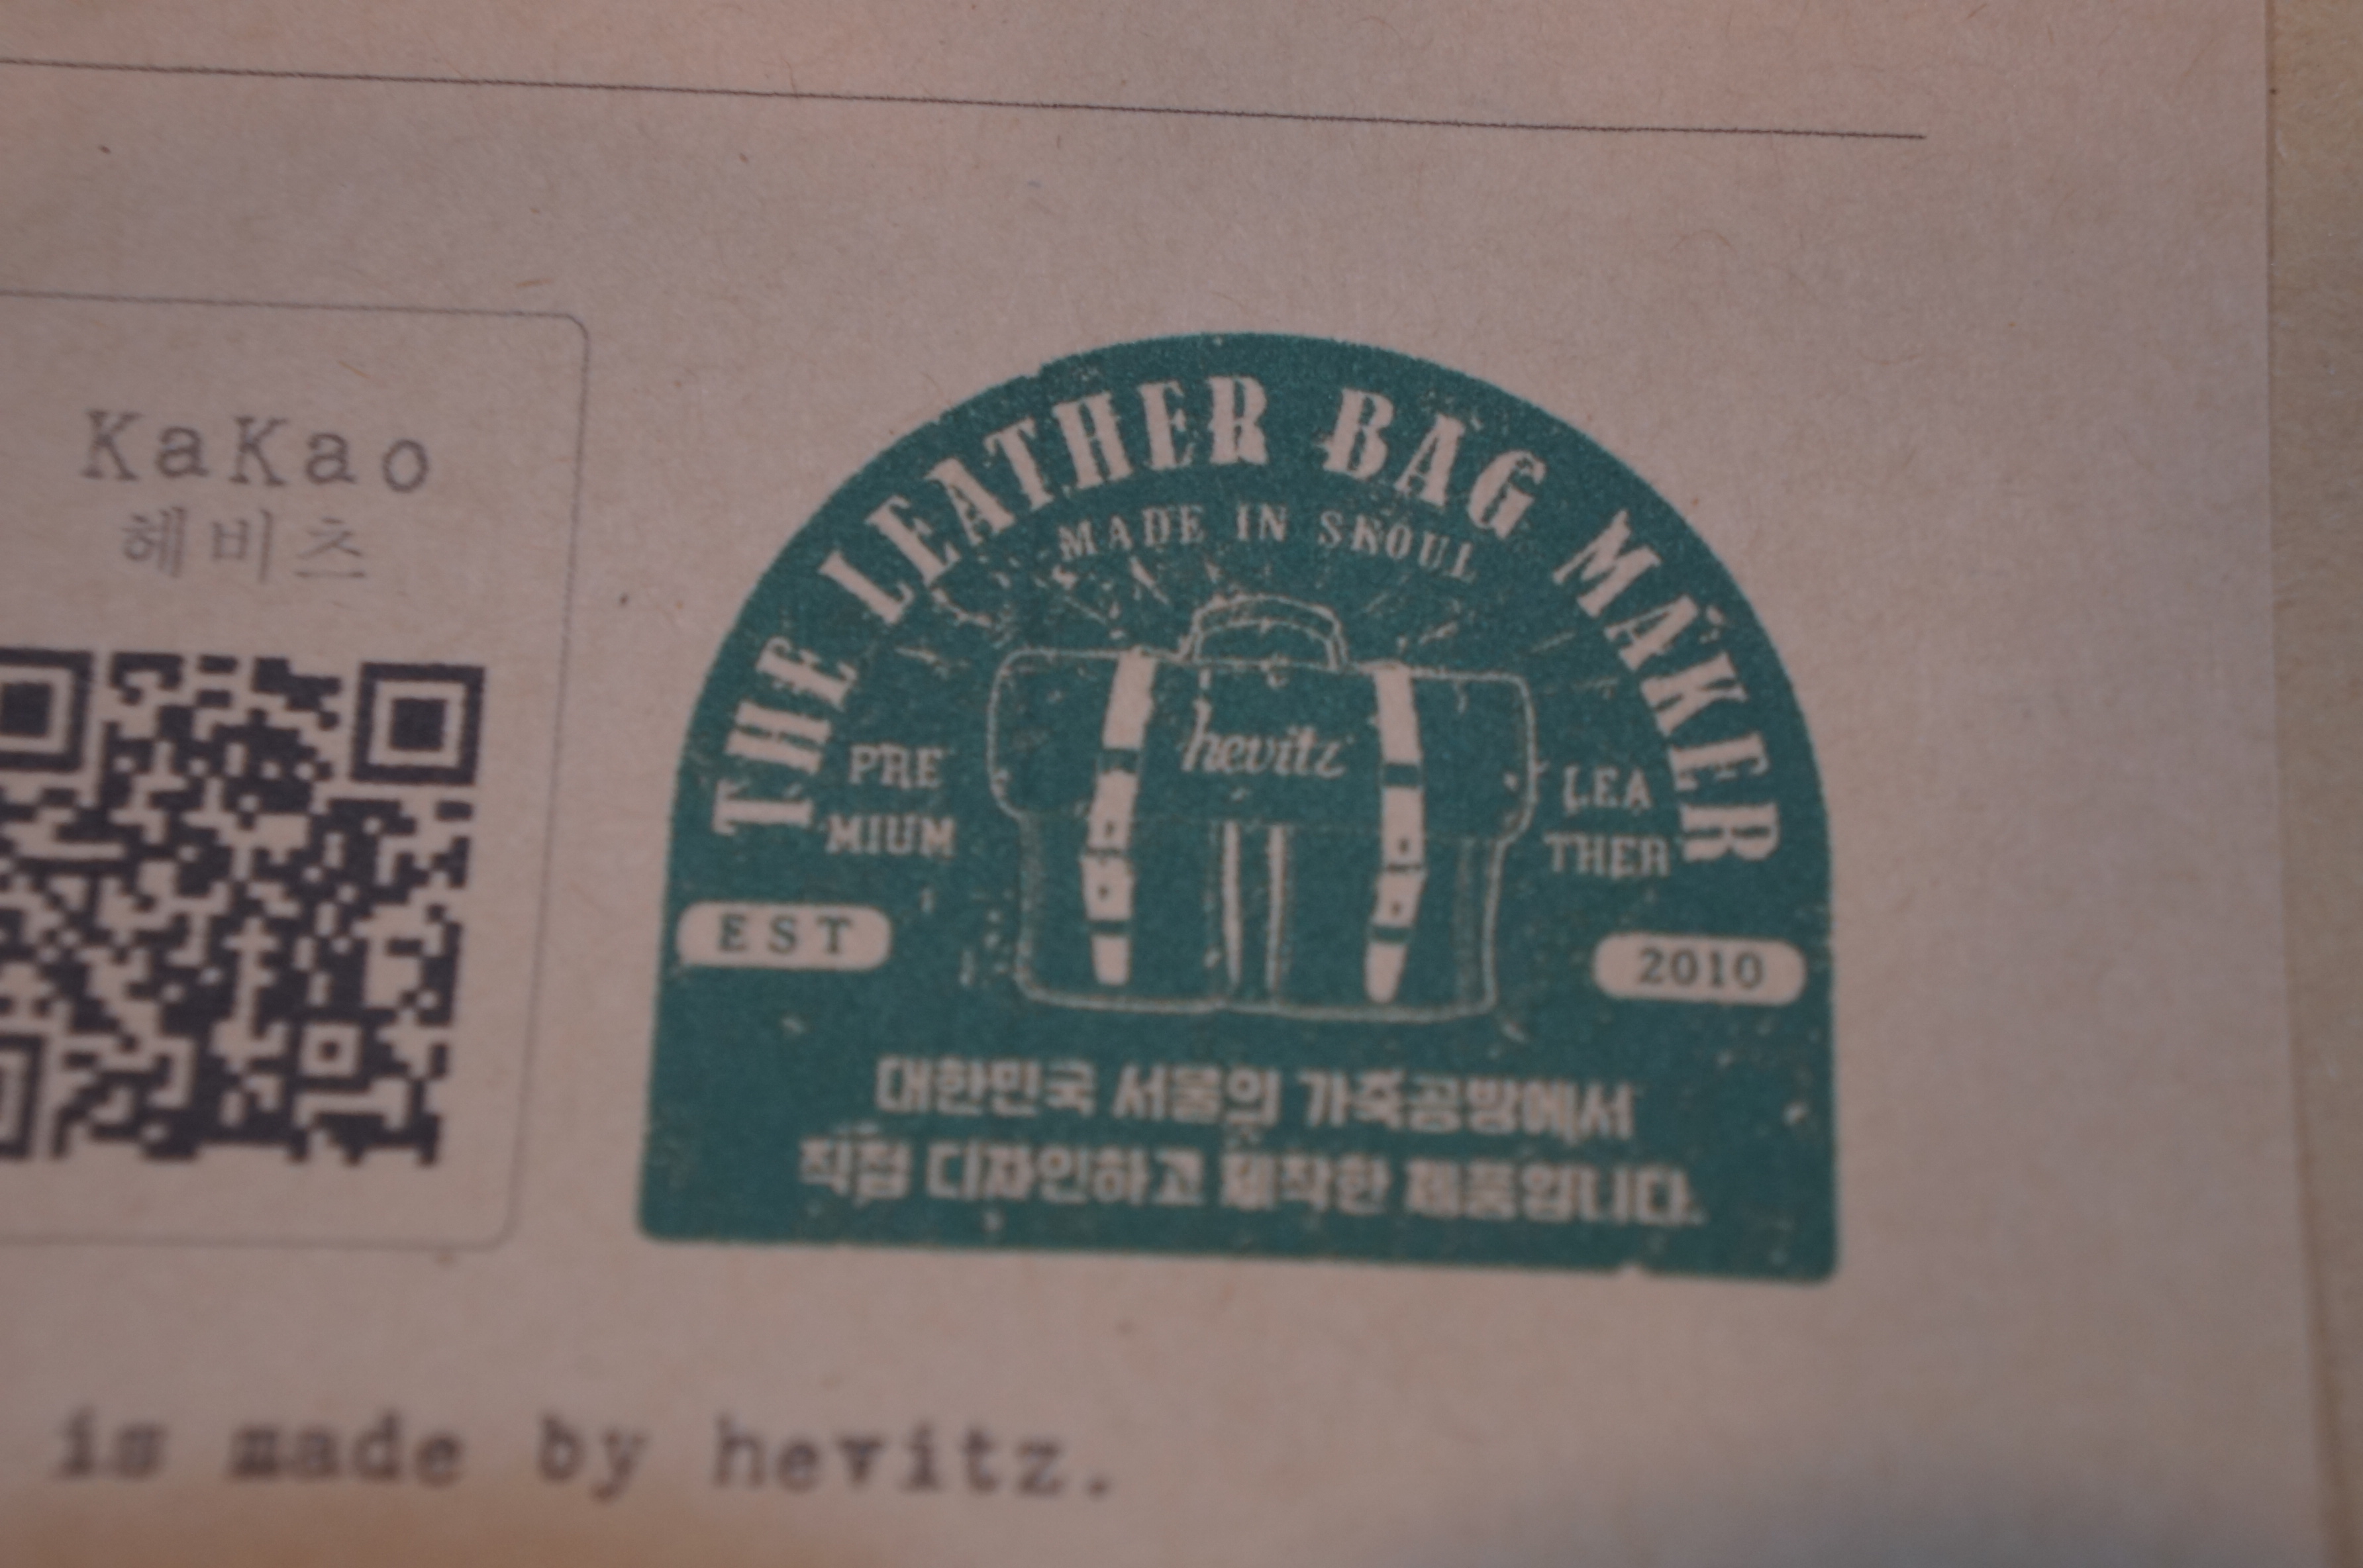 KaKao
헤비츠
THE LEATHER BAG MAKER
MADE IN SEOUL
hevitz
PRE
MIUM
LEA
THER
EST
2010
대한민국 서울의 가죽공방에서
직접 디자인하고 제작한 제품입니다.
is made by hevitz.